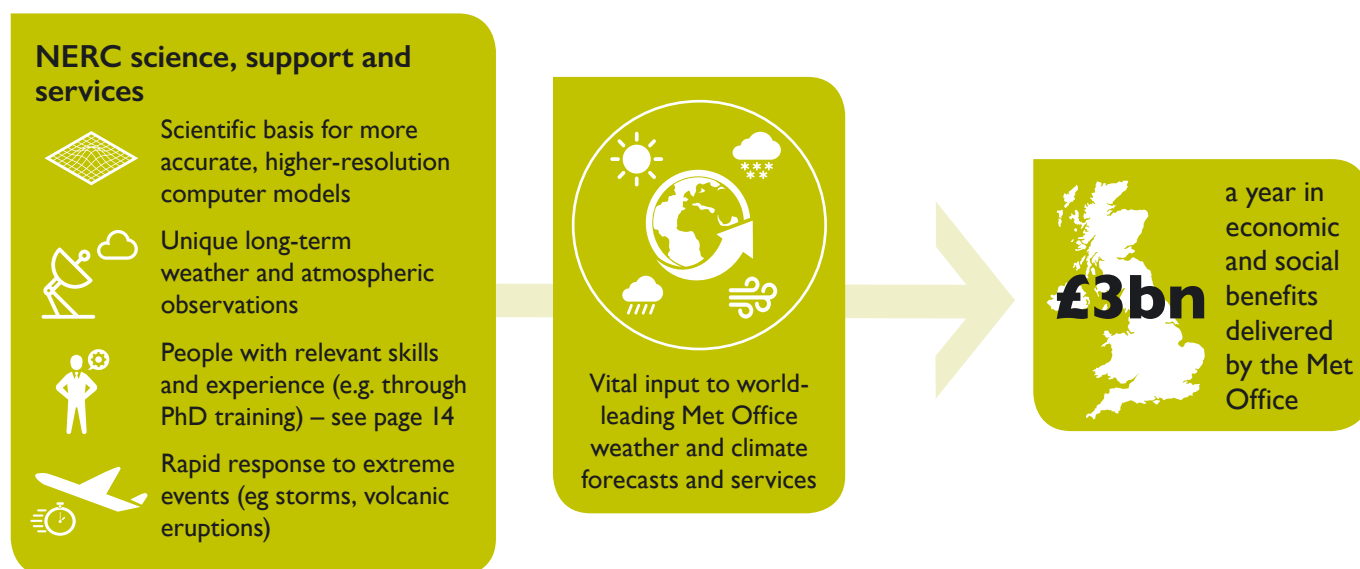 NERC science, support and
services
Scientific basis for more
accurate, higher-resolution
computer models
Unique long-term
weather and atmospheric
observations
People with relevant skills
and experience (e.g. through
PhD training) – see page 14
Rapid response to extreme
events (eg storms, volcanic
eruptions)
Vital input to world-
leading Met Office
weather and climate
forecasts and services
£3bn
a year in
economic
and social
benefits
delivered
by the Met
Office